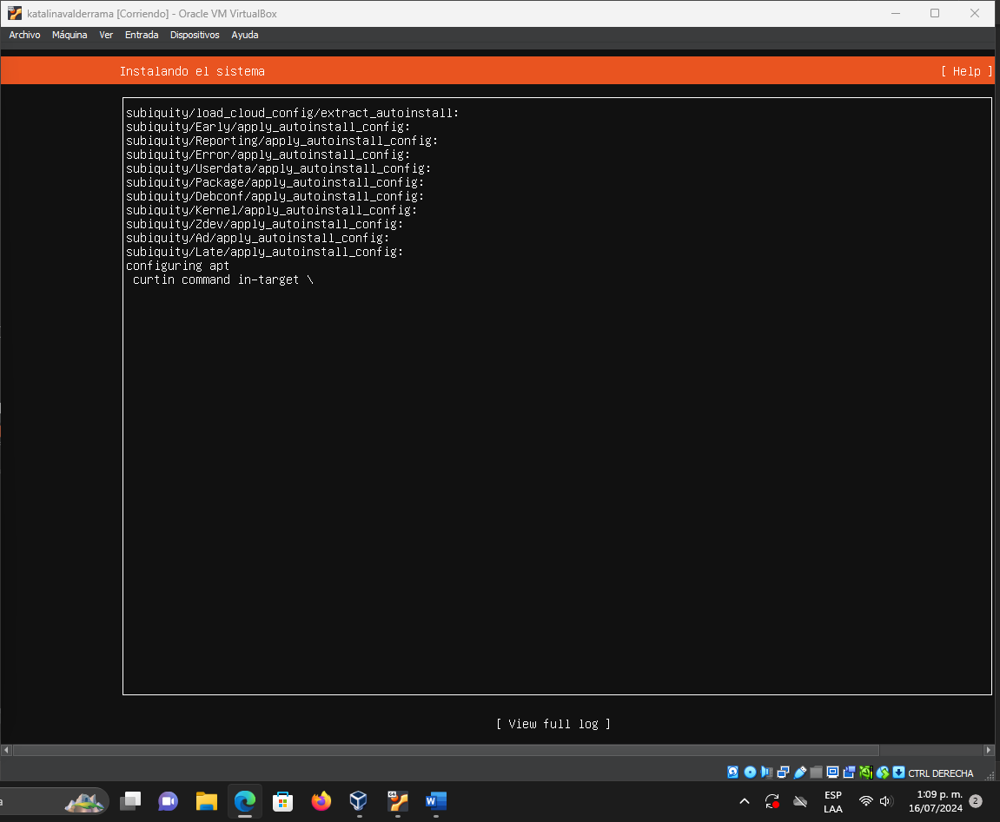 katalinavalderrama [Corriendo] - Oracle VM VirtualBox
Archivo Máquina Ver Entrada Dispositivos Ayuda
Instalando el sistema [ Help ]
subiquity/load_cloud_config/extract_autoinstall:
subiquity/Early/apply_autoinstall_config:
subiquity/Reporting/apply_autoinstall_config:
subiquity/Error/apply_autoinstall_config:
subiquity/Userdata/apply_autoinstall_config:
subiquity/Package/apply_autoinstall_config:
subiquity/Debconf/apply_autoinstall_config:
subiquity/Kernel/apply_autoinstall_config:
subiquity/Zdev/apply_autoinstall_config:
subiquity/Ad/apply_autoinstall_config:
subiquity/Late/apply_autoinstall_config:
configuring apt
curtin command in-target \
[ View full log ]
CTRL DERECHA
ESP
LAA
1:09 p. m.
16/07/2024
2